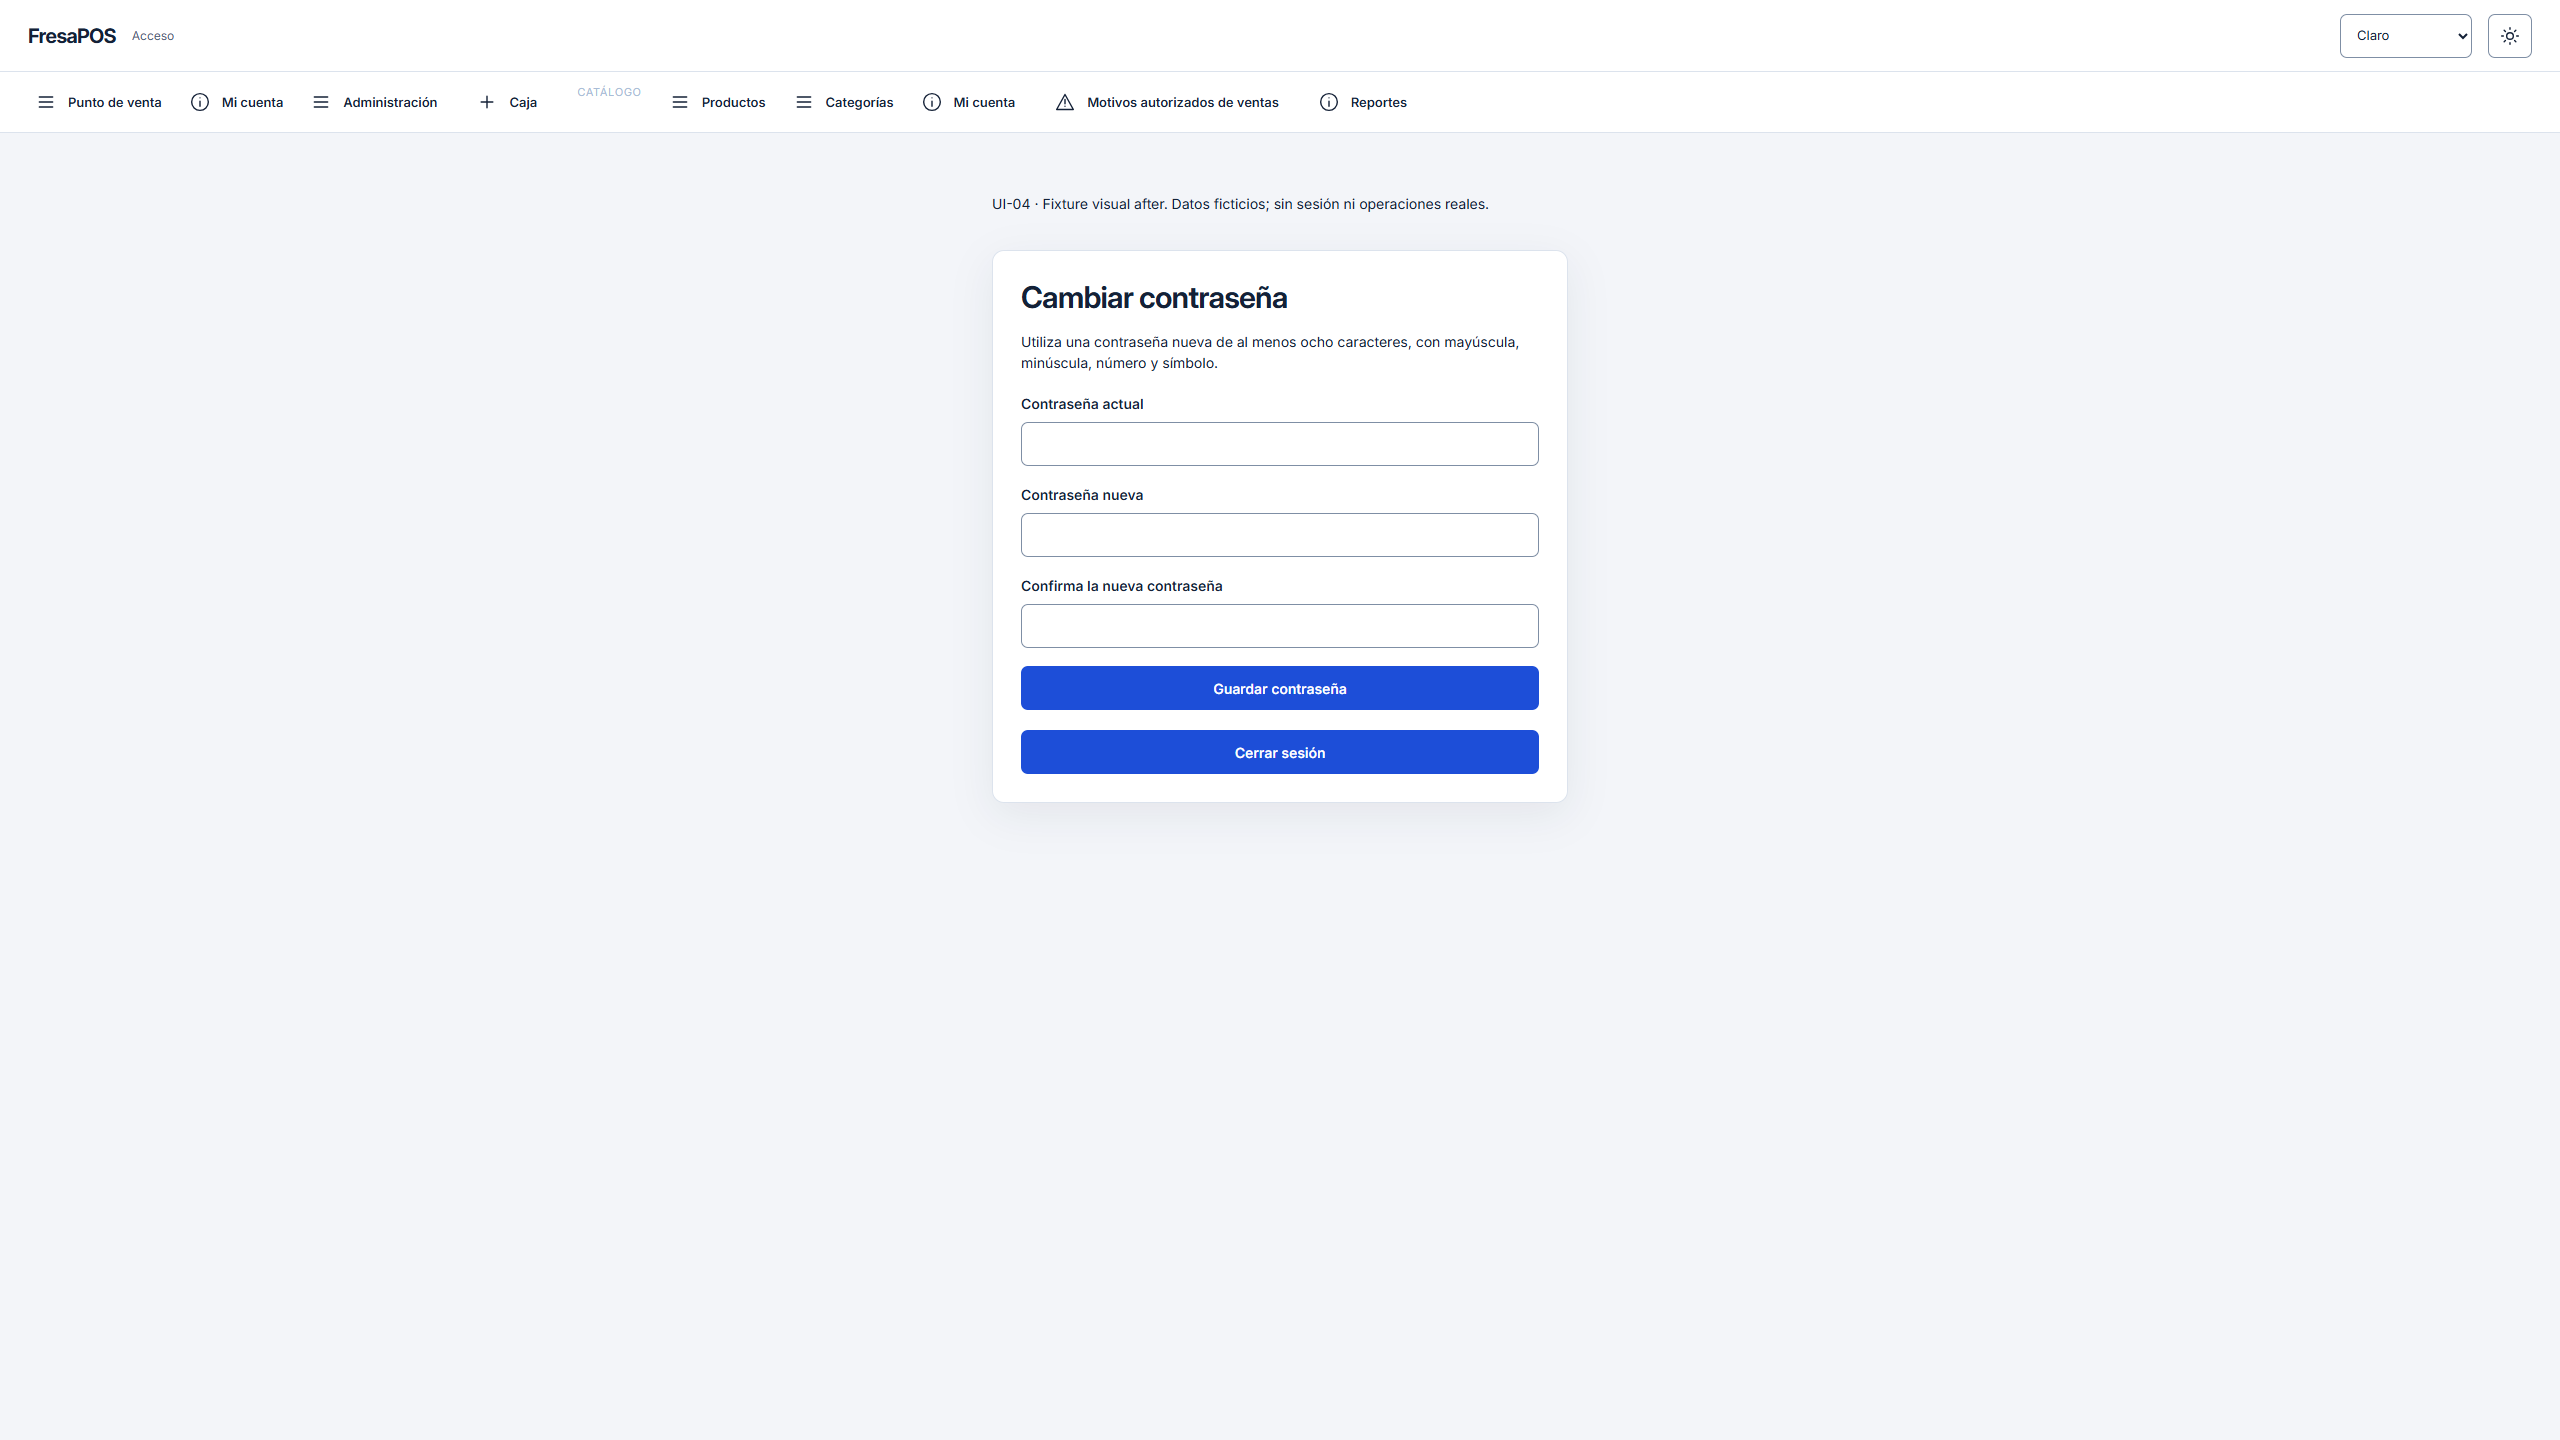 FresaPOS Acceso Claro
Punto de venta Mi cuenta Administración Caja CATÁLOGO Productos Categorías Mi cuenta Motivos autorizados de ventas Reportes
UI-04 · Fixture visual after. Datos ficticios; sin sesión ni operaciones reales.
Cambiar contraseña
Utiliza una contraseña nueva de al menos ocho caracteres, con mayúscula,
minúscula, número y símbolo.
Contraseña actual
Contraseña nueva
Confirma la nueva contraseña
Guardar contraseña
Cerrar sesión